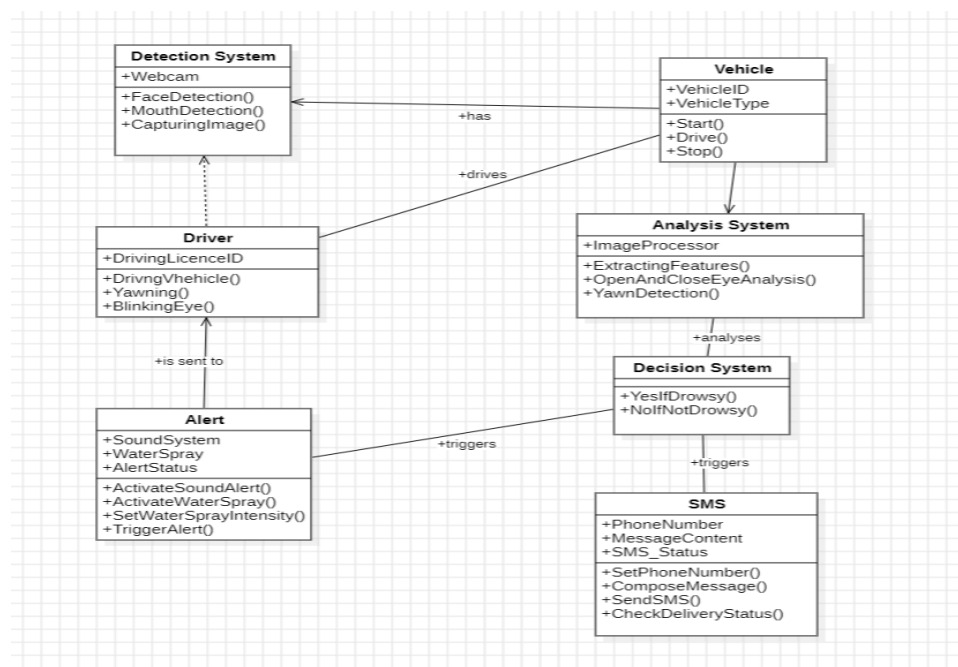 Detection System
+Webcam
+FaceDetection()
+MouthDetection()
+CapturingImage()
Vehicle
+VehicleID
+VehicleType
+Start()
+Drive()
+Stop()
+has
+drives
Driver
+DrivingLicenceID
+DrivngVhehicle()
+Yawning()
+BlinkingEye()
Analysis System
+ImageProcessor
+ExtractingFeatures()
+OpenAndCloseEyeAnalysis()
+YawnDetection()
+analyses
+is sent to
Decision System
+YesIfDrowsy()
+NoIfNotDrowsy()
Alert
+SoundSystem
+WaterSpray
+AlertStatus
+ActivateSoundAlert()
+ActivateWaterSpray()
+SetWaterSprayIntensity()
+TriggerAlert()
+triggers
+triggers
SMS
+PhoneNumber
+MessageContent
+SMS_Status
+SetPhoneNumber()
+ComposeMessage()
+SendSMS()
+CheckDeliveryStatus()